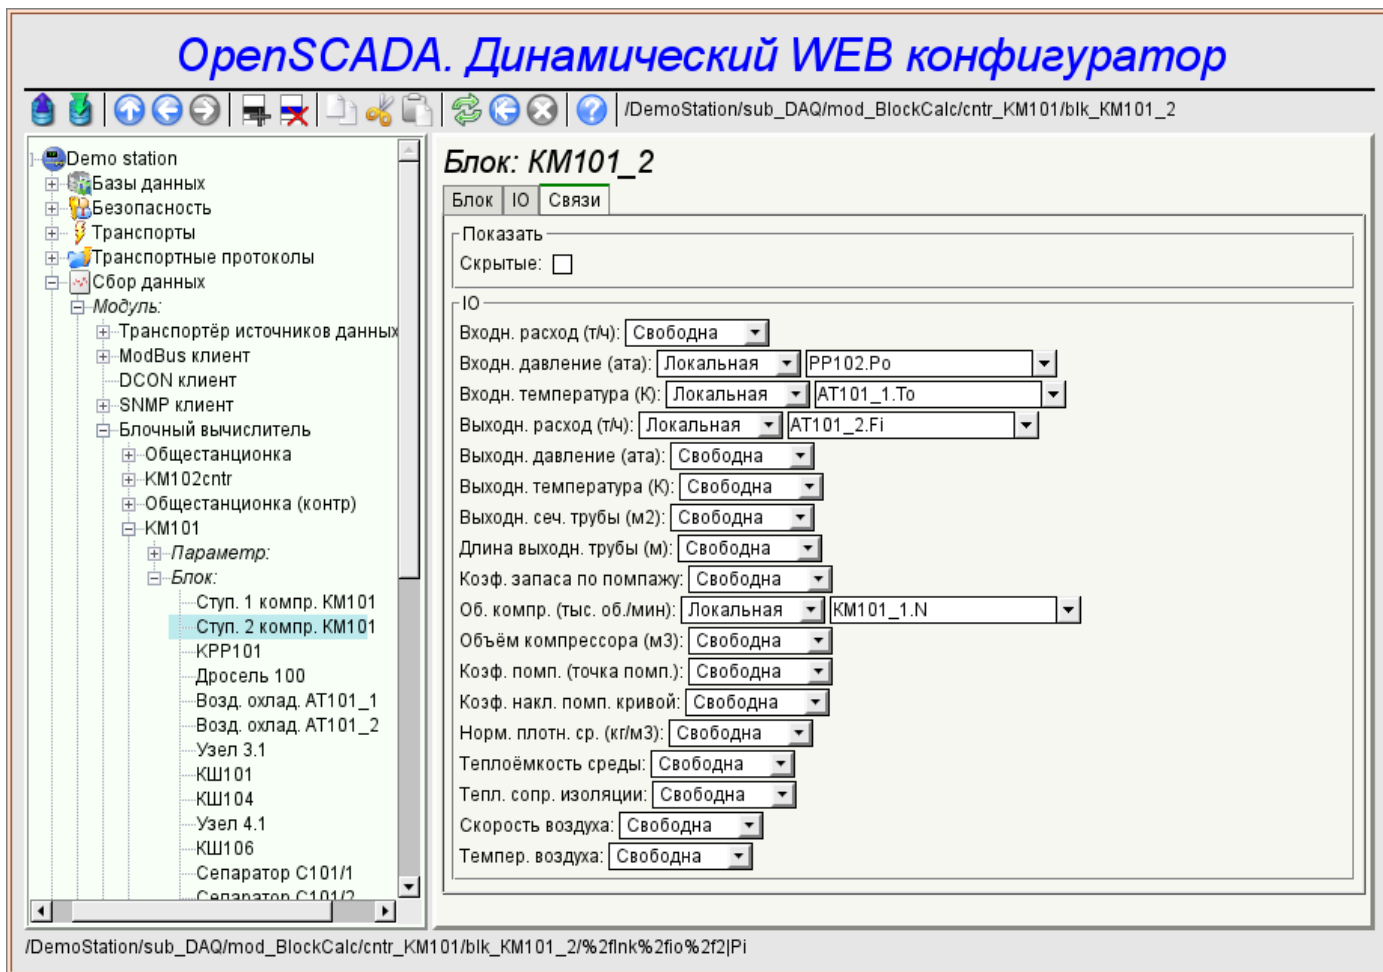 OpenSCADA. Динамический WEB конфигуратор
/DemoStation/sub_DAQ/mod_BlockCalc/cntr_KM101/blk_KM101_2
Demo station
Базы данных
Безопасность
Транспорты
Транспортные протоколы
Сбор данных
Модуль:
Транспортёр источников данных
ModBus клиент
DCON клиент
SNMP клиент
Блочный вычислитель
Общестанционка
KM102cntr
Общестанционка (контр)
KM101
Параметр:
Блок:
Ступ. 1 компр. КМ101
Ступ. 2 компр. КМ101
КРР101
Дросель 100
Возд. охлад. АТ101_1
Возд. охлад. АТ101_2
Узел 3.1
КШ101
КШ104
Узел 4.1
КШ106
Сепаратор С101/1
Сепаратор С101/2
Блок: KM101_2
Блок IO Связи
Показать
Скрытые:
IO
Входн. расход (т/ч): Свободна
Входн. давление (ата): Локальная PP102.Po
Входн. температура (К): Локальная AT101_1.To
Выходн. расход (т/ч): Локальная AT101_2.Fi
Выходн. давление (ата): Свободна
Выходн. температура (К): Свободна
Выходн. сеч. трубы (м2): Свободна
Длина выходн. трубы (м): Свободна
Коэф. запаса по помпажу: Свободна
Об. компр. (тыс. об./мин): Локальная KM101_1.N
Объём компрессора (м3): Свободна
Коэф. помп. (точка помп.): Свободна
Коэф. накл. помп. кривой: Свободна
Норм. плотн. ср. (кг/м3): Свободна
Теплоёмкость среды: Свободна
Тепл. сопр. изоляции: Свободна
Скорость воздуха: Свободна
Темпер. воздуха: Свободна
/DemoStation/sub_DAQ/mod_BlockCalc/cntr_KM101/blk_KM101_2/%2flnk%2fio%2f2|Pi